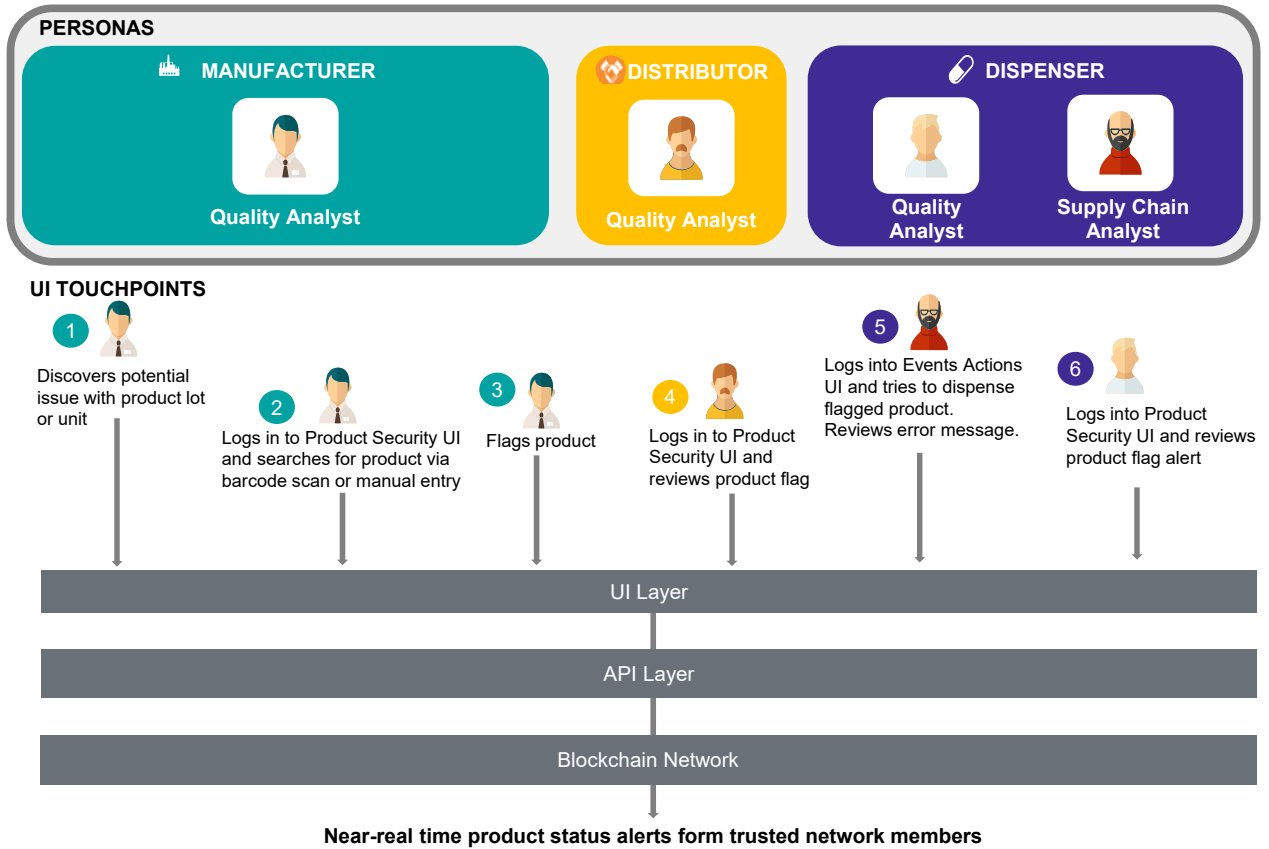 PERSONAS
MANUFACTURER
Quality Analyst
DISTRIBUTOR
Quality Analyst
DISPENSER
Quality
Analyst
Supply Chain
Analyst
UI TOUCHPOINTS
1
Discovers potential
issue with product lot
or unit
2
Logs in to Product Security UI
and searches for product via
barcode scan or manual entry
3
Flags product
4
Logs in to Product
Security UI and
reviews product flag
5
Logs into Events Actions
UI and tries to dispense
flagged product.
Reviews error message.
6
Logs into Product
Security UI and reviews
product flag alert
UI Layer
API Layer
Blockchain Network
Near-real time product status alerts form trusted network members